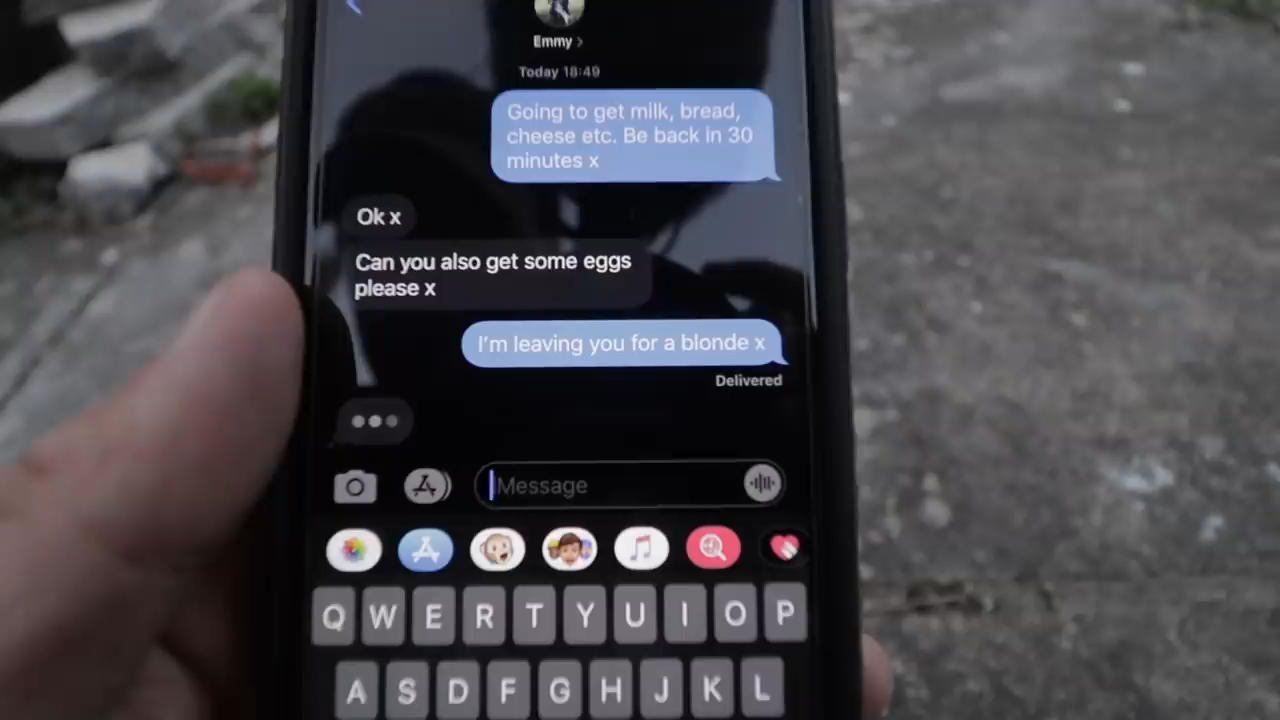 Emmy >
Today 18:49
Going to get milk, bread,
cheese etc. Be back in 30
minutes x
Ok x
Can you also get some eggs
please x
I'm leaving you for a blonde x
Delivered
Message
Q W E R T Y U I O P
A S D F G H J K L